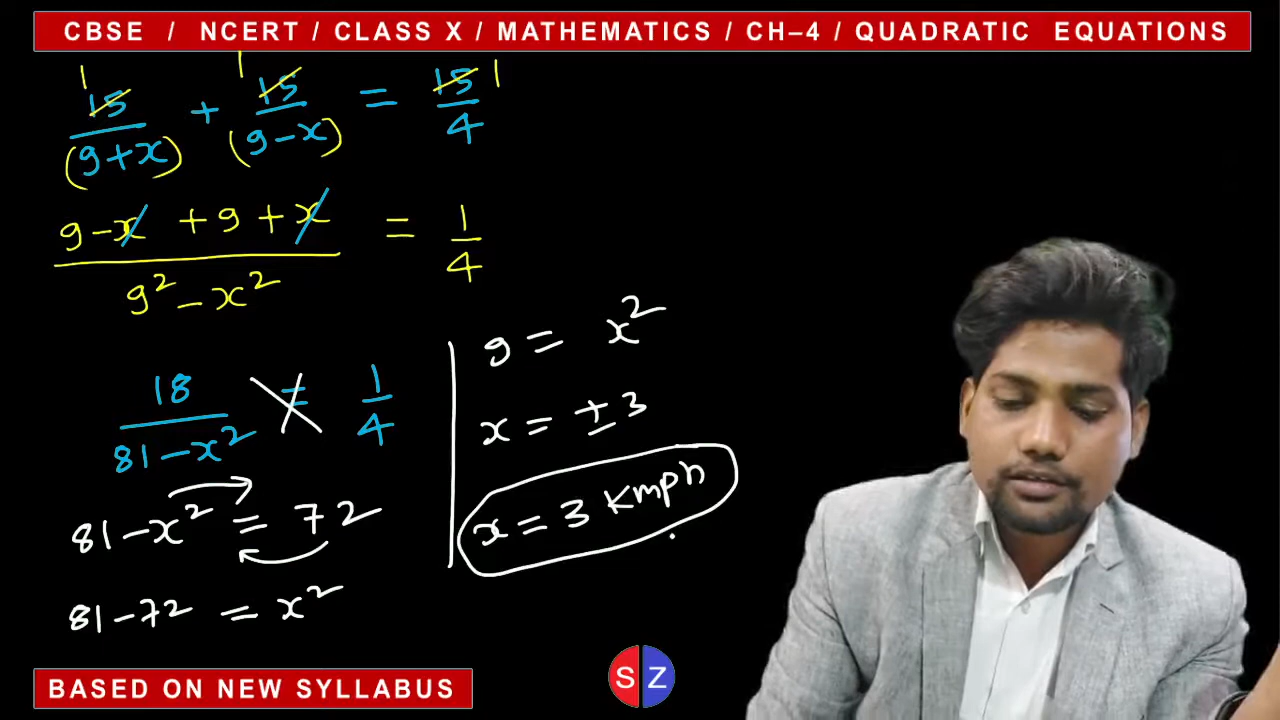 CBSE / NCERT / CLASS X / MATHEMATICS / CH–4 / QUADRATIC EQUATIONS
1 1 1
15/(9+x) + 15/(9-x) = 15/4
(9-x + 9 + x)/(9² - x²) = 1/4
18/(81-x²) = 1/4
81-x² = 72
81-72 = x²
9 = x²
x = ±3
x = 3 Kmph
BASED ON NEW SYLLABUS
S Z